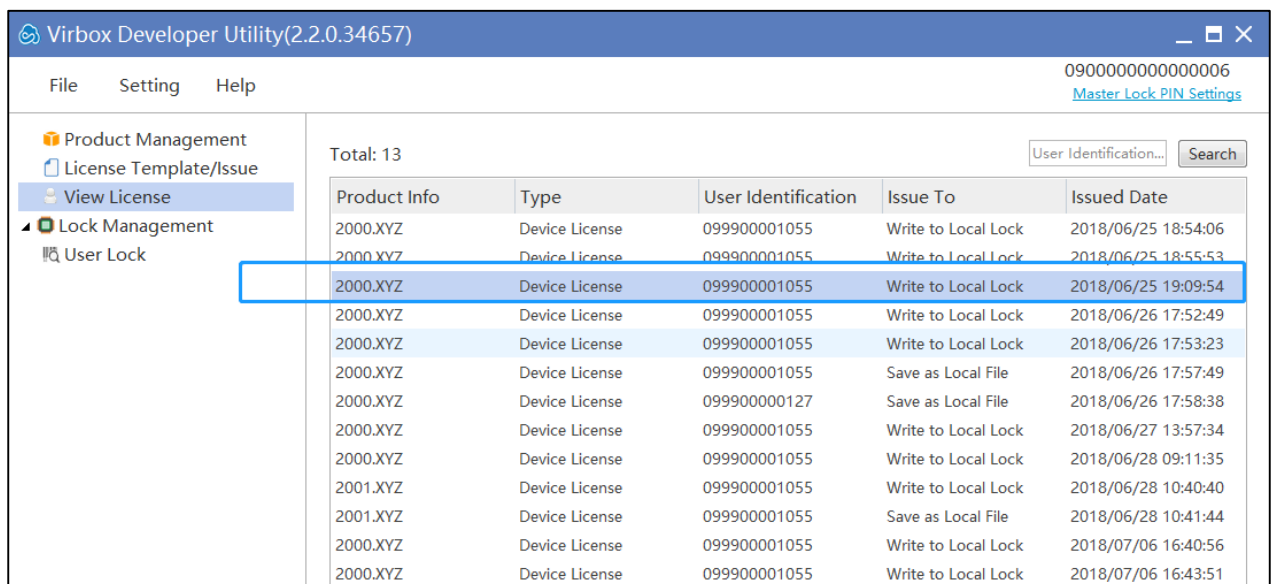 Virbox Developer Utility(2.2.0.34657)
File Setting Help
0900000000000006
Master Lock PIN Settings
Product Management
License Template/Issue
View License
Lock Management
User Lock
Total: 13
User Identification... Search
Product Info Type User Identification Issue To Issued Date
2000.XYZ Device License 099900001055 Write to Local Lock 2018/06/25 18:54:06
2000.XYZ Device License 099900001055 Write to Local Lock 2018/06/25 18:55:53
2000.XYZ Device License 099900001055 Write to Local Lock 2018/06/25 19:09:54
2000.XYZ Device License 099900001055 Write to Local Lock 2018/06/26 17:52:49
2000.XYZ Device License 099900001055 Write to Local Lock 2018/06/26 17:53:23
2000.XYZ Device License 099900001055 Save as Local File 2018/06/26 17:57:49
2000.XYZ Device License 099900000127 Save as Local File 2018/06/26 17:58:38
2000.XYZ Device License 099900001055 Write to Local Lock 2018/06/27 13:57:34
2000.XYZ Device License 099900001055 Write to Local Lock 2018/06/28 09:11:35
2001.XYZ Device License 099900001055 Write to Local Lock 2018/06/28 10:40:40
2001.XYZ Device License 099900001055 Save as Local File 2018/06/28 10:41:44
2000.XYZ Device License 099900001055 Write to Local Lock 2018/07/06 16:40:56
2000.XYZ Device License 099900001055 Write to Local Lock 2018/07/06 16:43:51